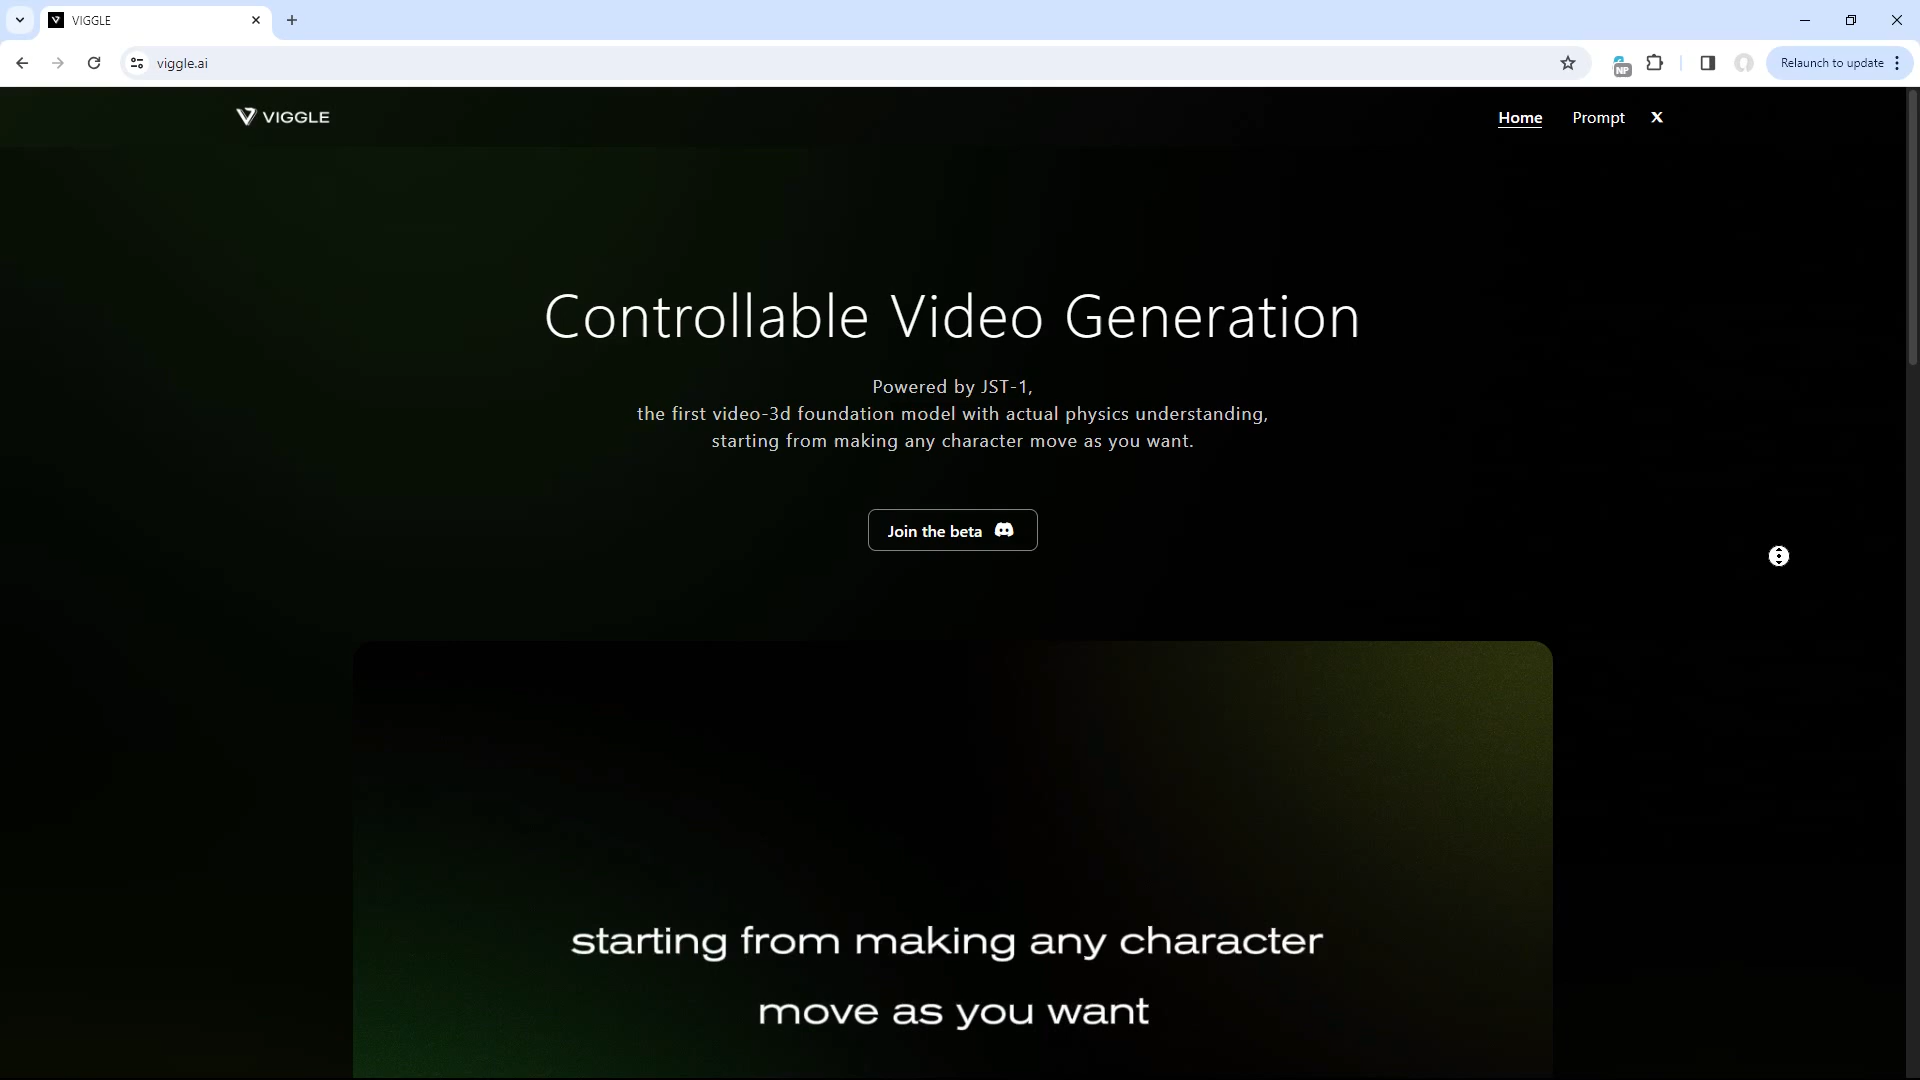 VIGGLE
viggle.ai
NP
Relaunch to update
VIGGLE
Home
Prompt
X
Controllable Video Generation
Powered by JST-1,
the first video-3d foundation model with actual physics understanding,
starting from making any character move as you want.
Join the beta
starting from making any character
move as you want